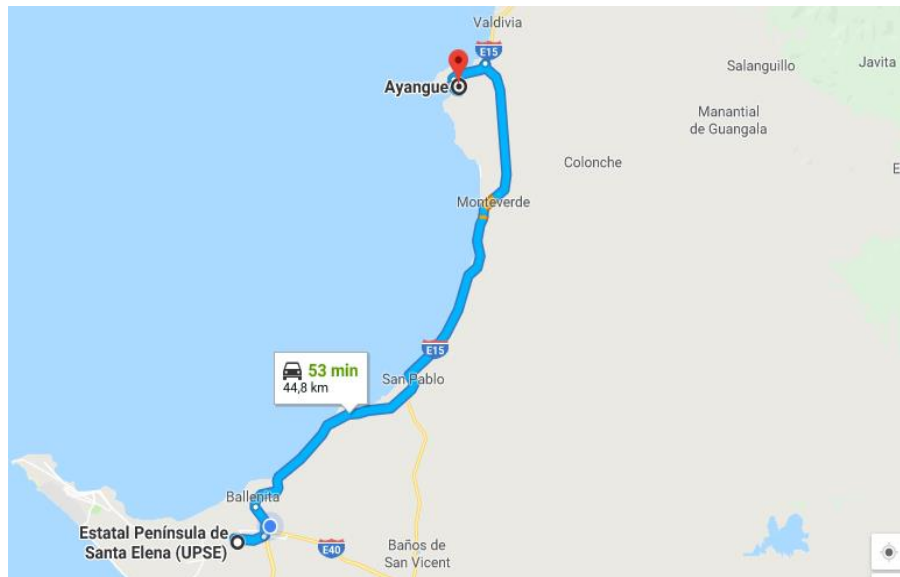 Valdivia
E15
Salanguillo
Javita
Ayangue
Manantial
de Guangala
Colonche
E
Monteverde
E15
53 min
44,8 km
San Pablo
Ballenita
Estatal Península de
Santa Elena (UPSE)
E40
Baños de
San Vicent